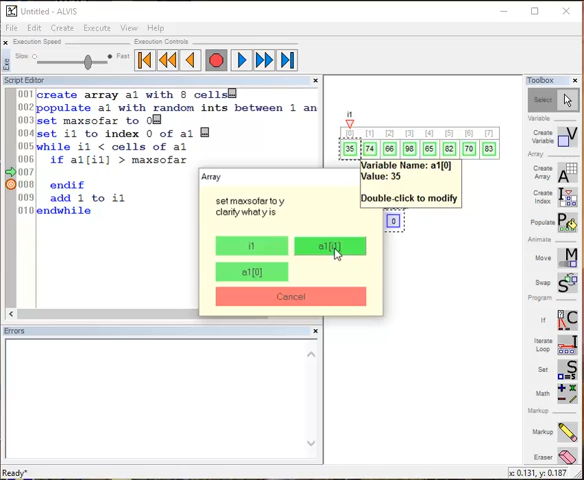 Untitled - ALVIS
File Edit Create Execute View Help
Execution Speed
Execution Controls
Slow
Fast
Exe
Script Editor
001 create array a1 with 8 cells
002 populate a1 with random ints between 1 an
003 set maxsofar to 0
004 set i1 to index 0 of a1
005 while i1 < cells of a1
006 if a1[i1] > maxsofar
007
008 endif
009 add 1 to i1
010 endwhile
i1
[0] [1] [2] [3] [4] [5] [6] [7]
35 74 66 98 65 82 70 83
Variable Name: a1[0]
Value: 35
Double-click to modify
0
Array
set maxsofar to y
clarify what y is
i1
a1[i1]
a1[0]
Cancel
Toolbox
Select
Variable
Create Variable
Array
Create Array
Create Index
Populate
Animate
Move
Swap
Program
If
Iterate Loop
Set
Math
Markup
Markup
Eraser
Errors
Ready*
x: 0.131, y: 0.187